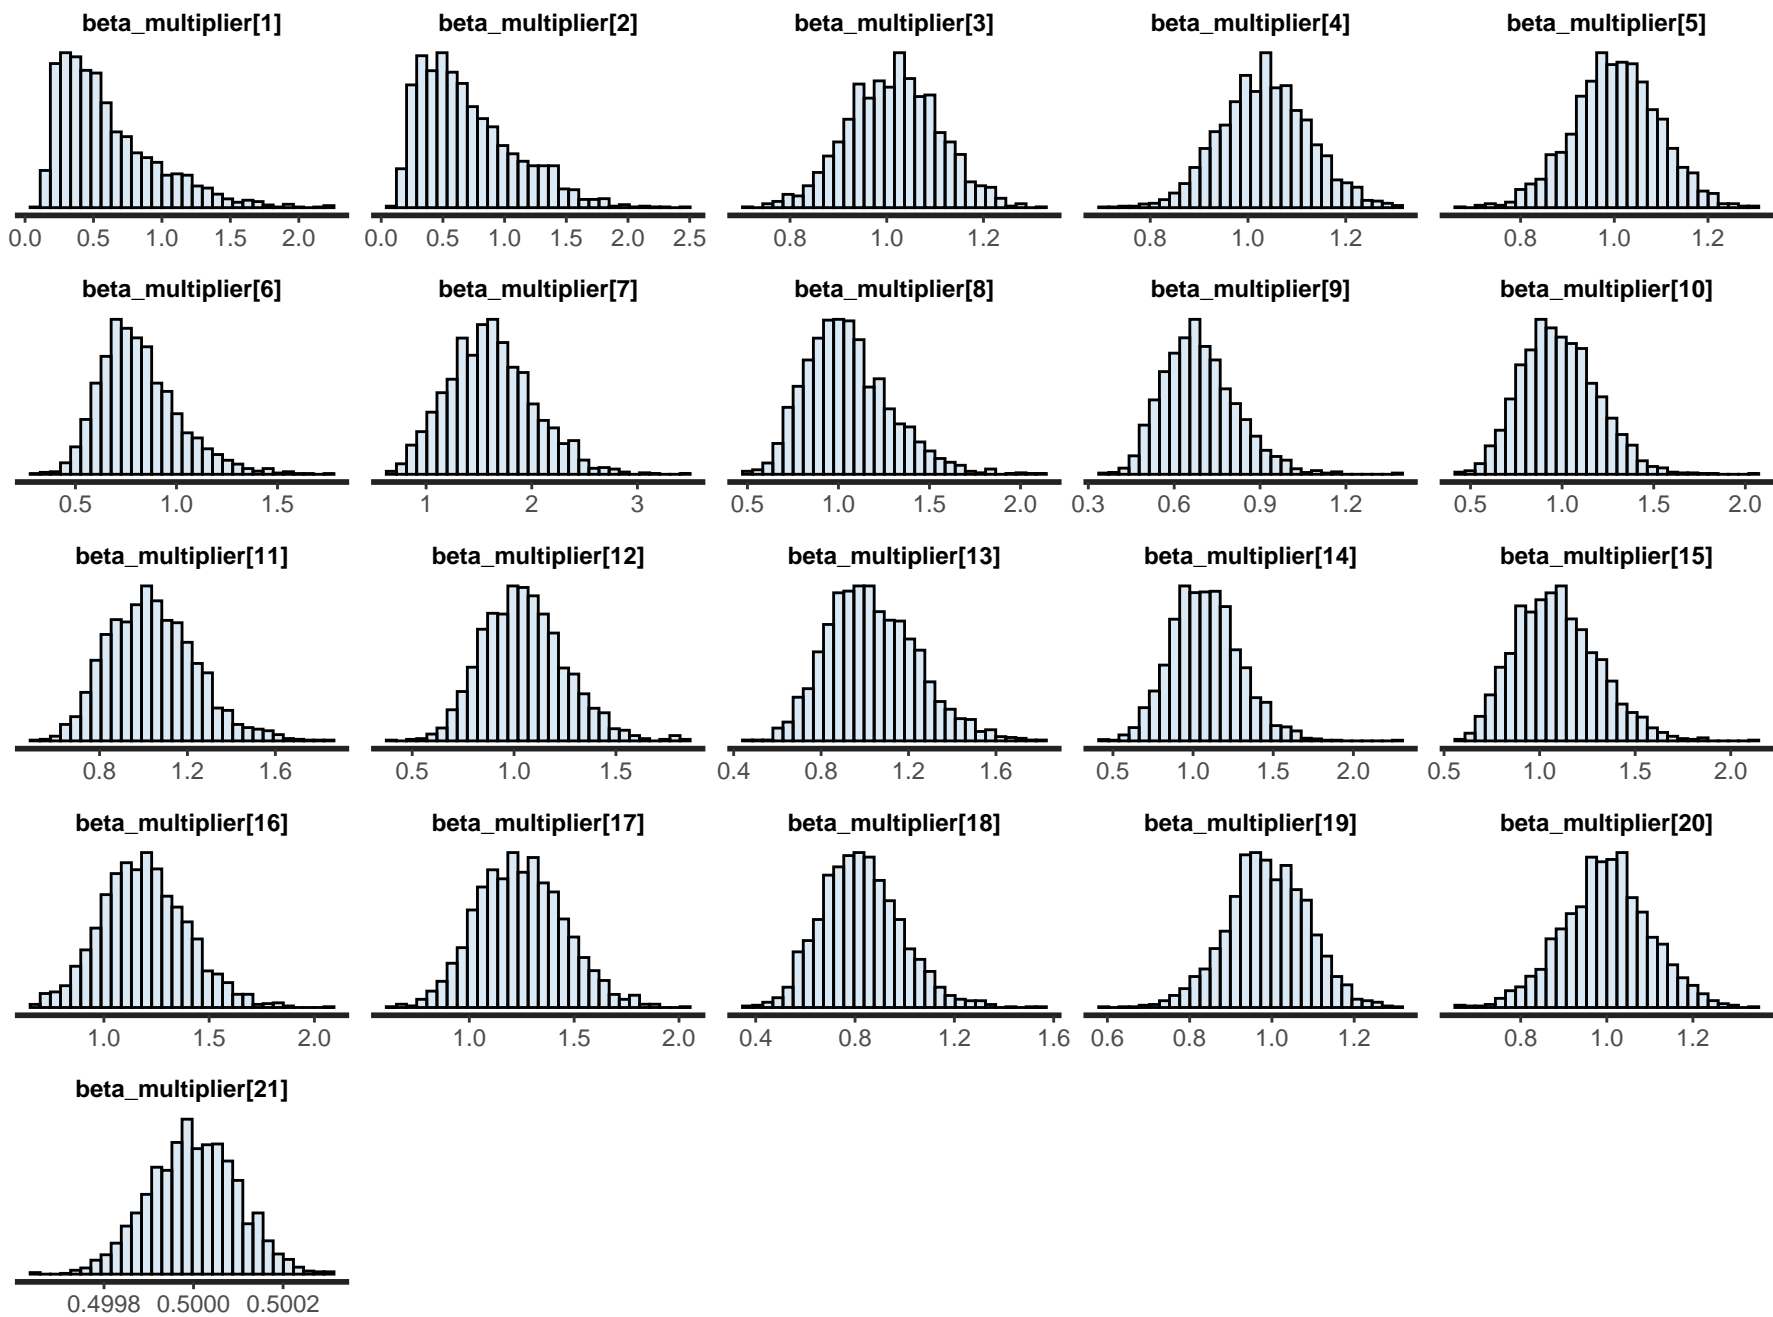 beta_multiplier[1] beta_multiplier[2] beta_multiplier[3] beta_multiplier[4] beta_multiplier[5]
0.0 0.5 1.0 1.5 2.0 0.0 0.5 1.0 1.5 2.0 2.5 0.8 1.0 1.2 0.8 1.0 1.2 0.8 1.0 1.2
beta_multiplier[6] beta_multiplier[7] beta_multiplier[8] beta_multiplier[9] beta_multiplier[10]
0.5 1.0 1.5 1 2 3 0.5 1.0 1.5 2.0 0.3 0.6 0.9 1.2 0.5 1.0 1.5 2.0
beta_multiplier[11] beta_multiplier[12] beta_multiplier[13] beta_multiplier[14] beta_multiplier[15]
0.8 1.2 1.6 0.5 1.0 1.5 0.4 0.8 1.2 1.6 0.5 1.0 1.5 2.0 0.5 1.0 1.5 2.0
beta_multiplier[16] beta_multiplier[17] beta_multiplier[18] beta_multiplier[19] beta_multiplier[20]
1.0 1.5 2.0 1.0 1.5 2.0 0.4 0.8 1.2 1.6 0.6 0.8 1.0 1.2 0.8 1.0 1.2
beta_multiplier[21]
0.4998 0.5000 0.5002